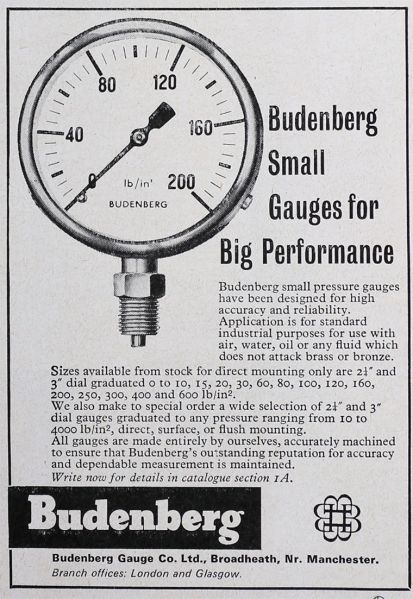 80
120
40
160
0
200
lb/in²
BUDENBERG
Budenberg
Small
Gauges for
Big Performance
Budenberg small pressure gauges
have been designed for high
accuracy and reliability.
Application is for standard
industrial purposes for use with
air, water, oil or any fluid which
does not attack brass or bronze.
Sizes available from stock for direct mounting only are 2½″ and
3″ dial graduated 0 to 10, 15, 20, 30, 60, 80, 100, 120, 160,
200, 250, 300, 400 and 600 lb/in².
We also make to special order a wide selection of 2½″ and 3″
dial gauges graduated to any pressure ranging from 10 to
4000 lb/in², direct, surface, or flush mounting.
All gauges are made entirely by ourselves, accurately machined
to ensure that Budenberg's outstanding reputation for accuracy
and dependable measurement is maintained.
Write now for details in catalogue section 1A.
Budenberg
Budenberg Gauge Co. Ltd., Broadheath, Nr. Manchester.
Branch offices: London and Glasgow.